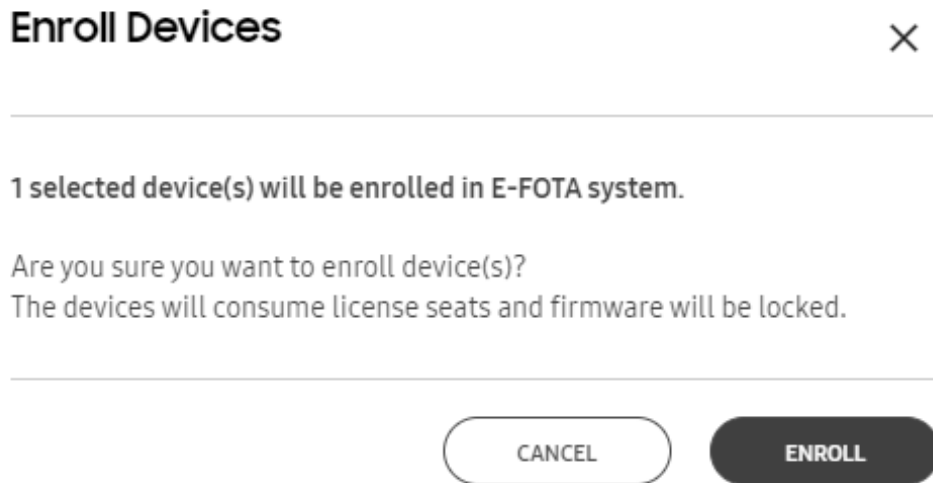 Enroll Devices
1 selected device(s) will be enrolled in E-FOTA system.
Are you sure you want to enroll device(s)?
The devices will consume license seats and firmware will be locked.
CANCEL
ENROLL